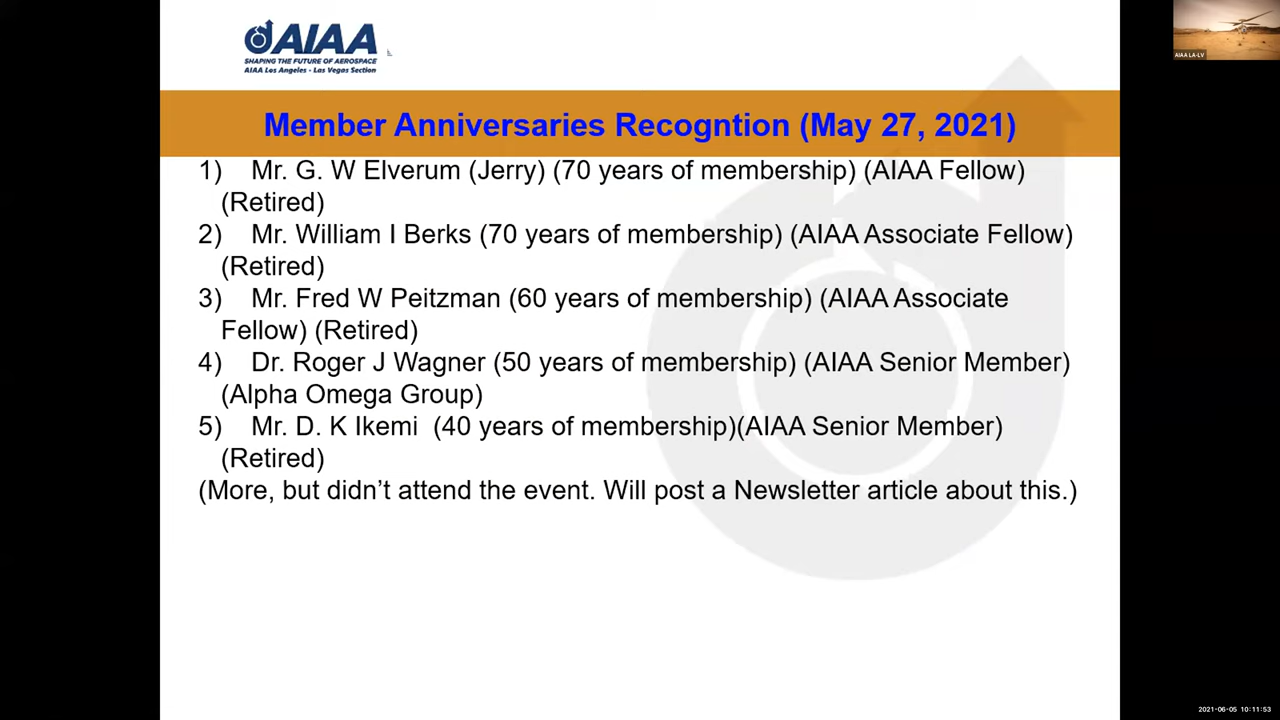 AIAA
SHAPING THE FUTURE OF AEROSPACE
AIAA Los Angeles - Las Vegas Section
AIAA LA-LV
Member Anniversaries Recogntion (May 27, 2021)
1) Mr. G. W Elverum (Jerry) (70 years of membership) (AIAA Fellow)
(Retired)
2) Mr. William I Berks (70 years of membership) (AIAA Associate Fellow)
(Retired)
3) Mr. Fred W Peitzman (60 years of membership) (AIAA Associate
Fellow) (Retired)
4) Dr. Roger J Wagner (50 years of membership) (AIAA Senior Member)
(Alpha Omega Group)
5) Mr. D. K Ikemi (40 years of membership)(AIAA Senior Member)
(Retired)
(More, but didn’t attend the event. Will post a Newsletter article about this.)
2021-06-05 10:11:53